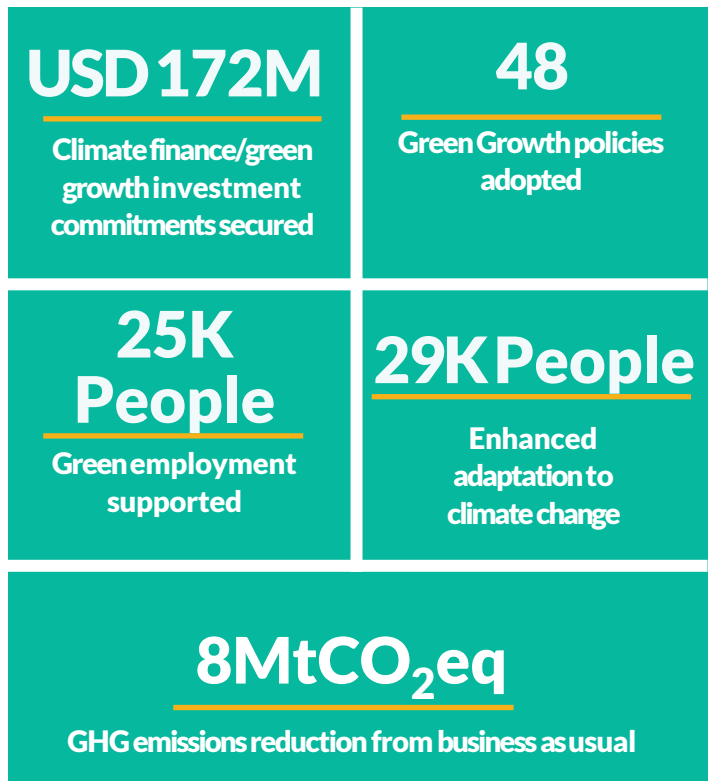 USD 172M
Climate finance/green
growth investment
commitments secured
48
Green Growth policies
adopted
25K
People
Green employment
supported
29K People
Enhanced
adaptation to
climate change
8MtCO₂eq
GHG emissions reduction from business as usual